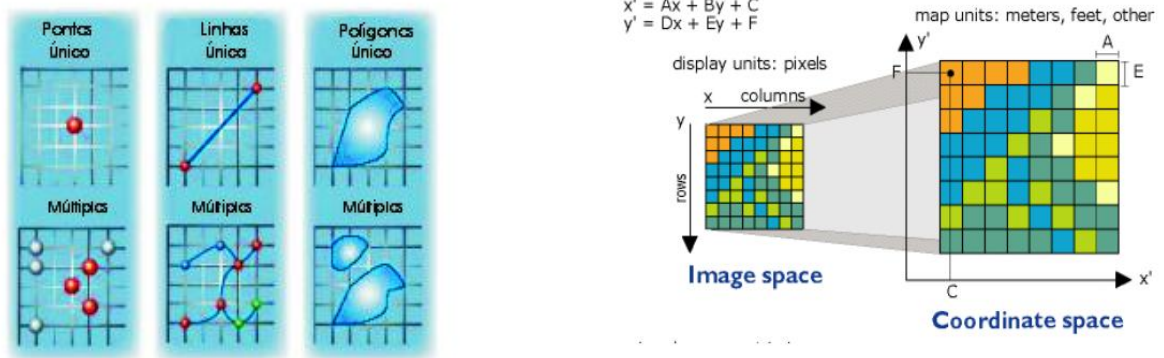 Pontos
Único
Linhas
Única
Polígonos
Único
Múltiplos
Múltiplas
Múltiplos
x' = Ax + By + C
y' = Dx + Ey + F
map units: meters, feet, other
y'
A
F
E
display units: pixels
x
columns
y
rows
Image space
C
x'
Coordinate space